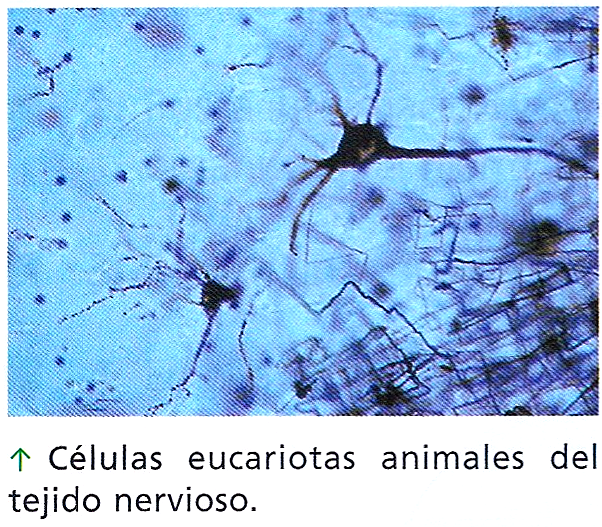 ↑ Células eucariotas animales del
tejido nervioso.